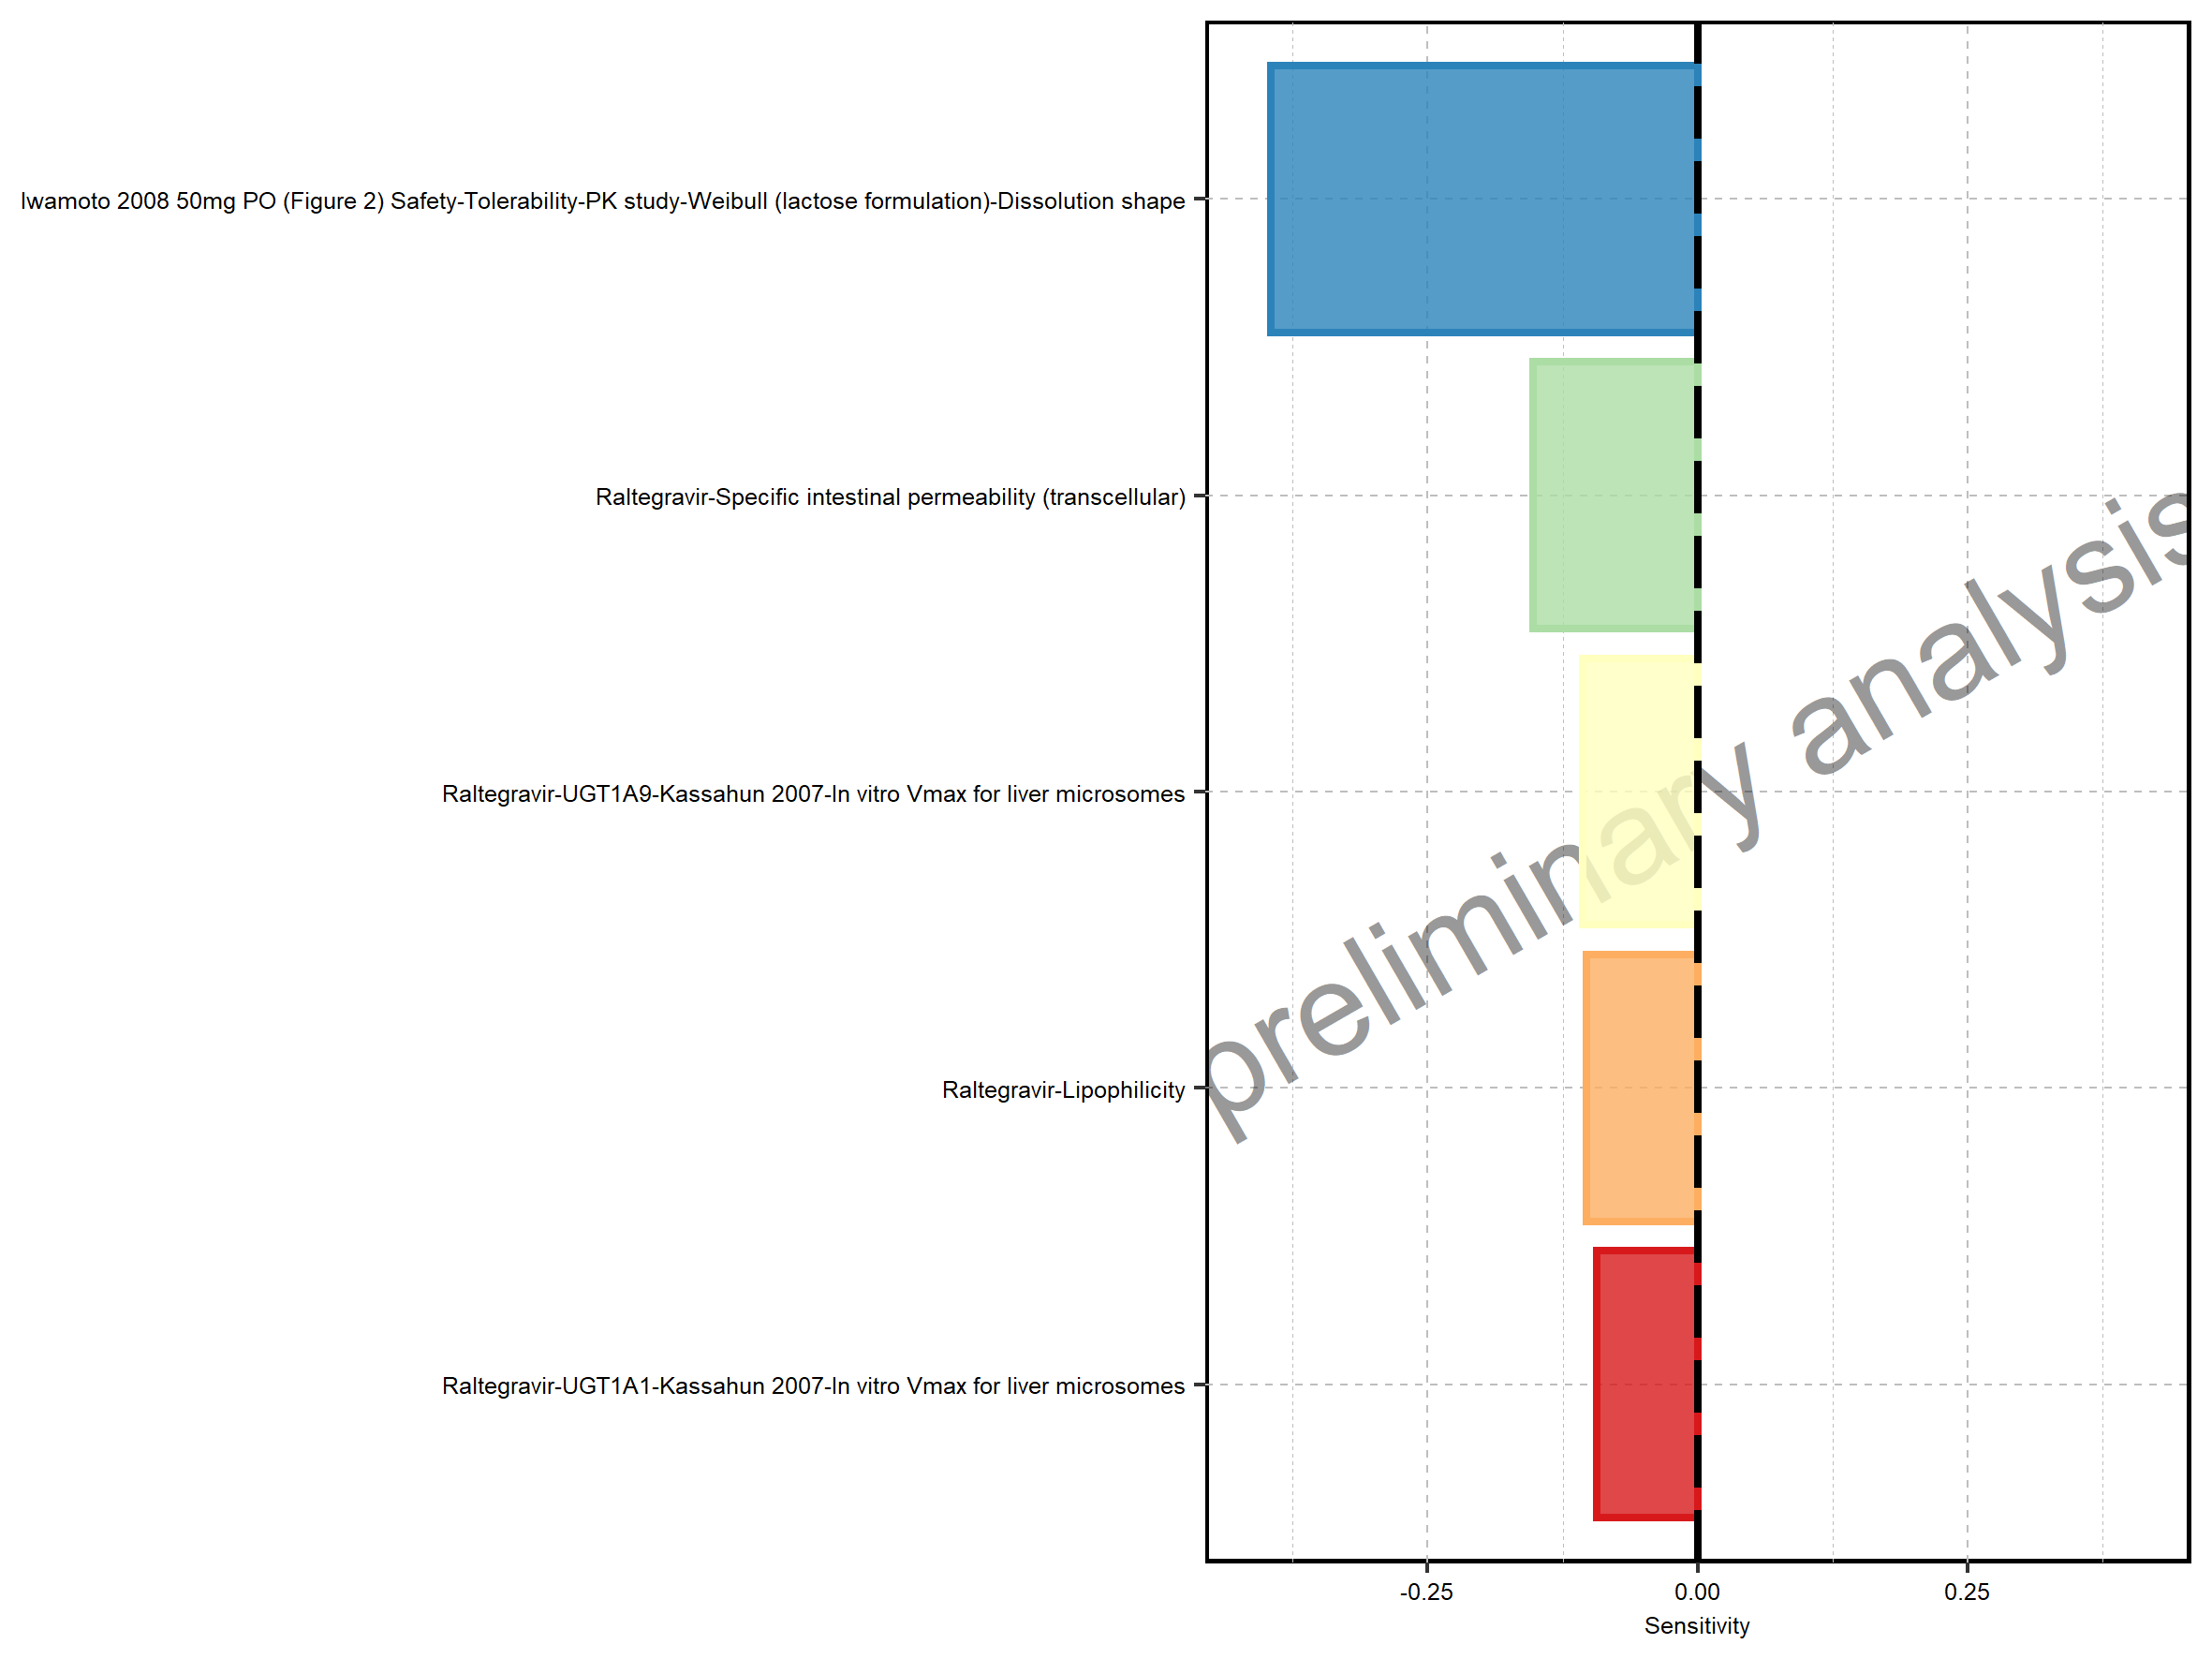 Iwamoto 2008 50mg PO (Figure 2) Safety-Tolerability-PK study-Weibull (lactose formulation)-Dissolution shape
Raltegravir-Specific intestinal permeability (transcellular)
Raltegravir-UGT1A9-Kassahun 2007-In vitro Vmax for liver microsomes
Raltegravir-Lipophilicity
Raltegravir-UGT1A1-Kassahun 2007-In vitro Vmax for liver microsomes
preliminary analysis
-0.25 0.00 0.25
Sensitivity